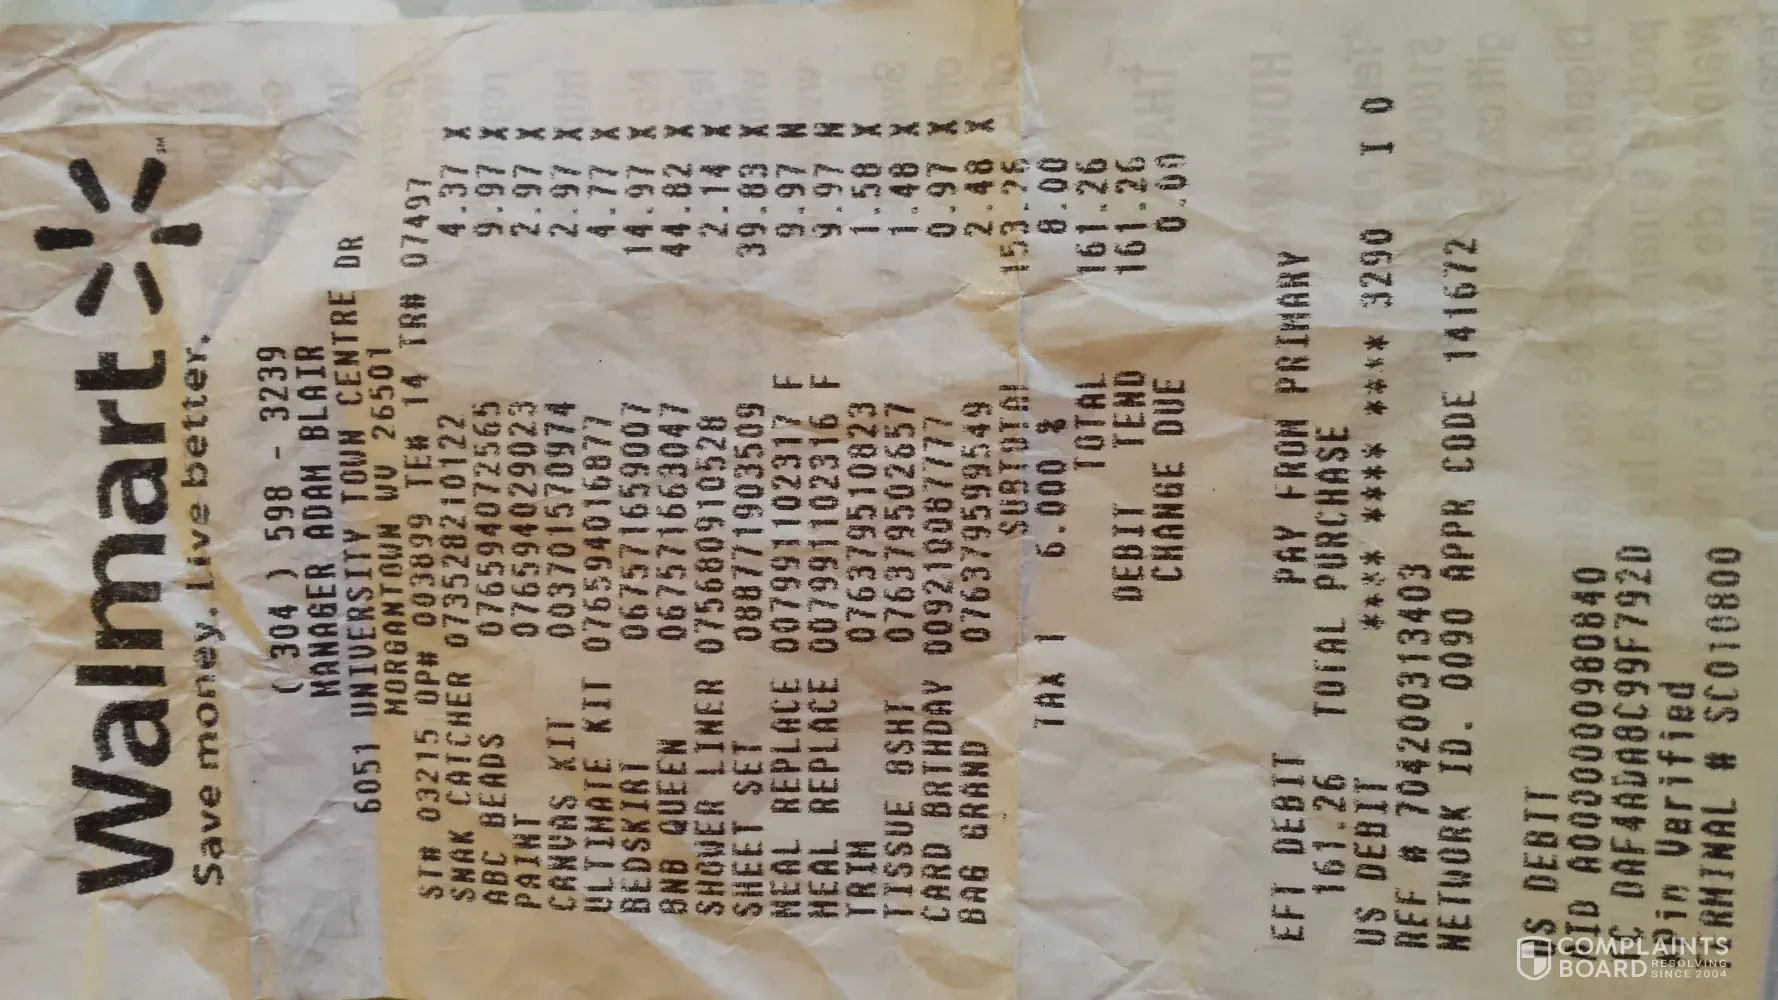 Walmart
Save money. Live better.
( 304 ) 598 - 3239
MANAGER ADAM BLAIR
6051 UNIVERSITY TOWN CENTRE DR
MORGANTOWN WV 26501
ST# 03215 OP# 003899 TE# 14 TR# 07497
SNAK CATCHER 073528210122 4.37 X
ABC BEADS 076594072565 9.97 X
PAINT 076594029023 2.97 X
CANVAS KIT 003701570974 2.97 X
ULTIMATE KIT 076594016877 4.77 X
BEDSKIRT 067571659007 14.97 X
BNB QUEEN 067571663047 44.82 X
SHOWER LINER 075680910528 2.14 X
SHEET SET 088771903509 39.83 X
MEAL REPLACE 007991102317 F 9.97 N
MEAL REPLACE 007991102316 F 9.97 N
TRIM 076379510823 1.58 X
TISSUE 8SHT 076379502657 1.48 X
CARD BIRTHDAY 009210067777 0.97 X
BAG GRAND 076379599549 2.48 X
SUBTOTAL 153.26
TAX 1 6.000 % 8.00
TOTAL 161.26
DEBIT TEND 161.26
CHANGE DUE 0.00
EFT DEBIT PAY FROM PRIMARY
161.26 TOTAL PURCHASE
US DEBIT **** **** **** 3290 I 0
REF # 704200313403
NETWORK ID. 0090 APPR CODE 141672
US DEBIT
AID A0000000980840
TC DAF4ADA8C99F792D
Pin Verified
TERMINAL # SC010800
COMPLAINTS
BOARD RESOLVING
SINCE 2004